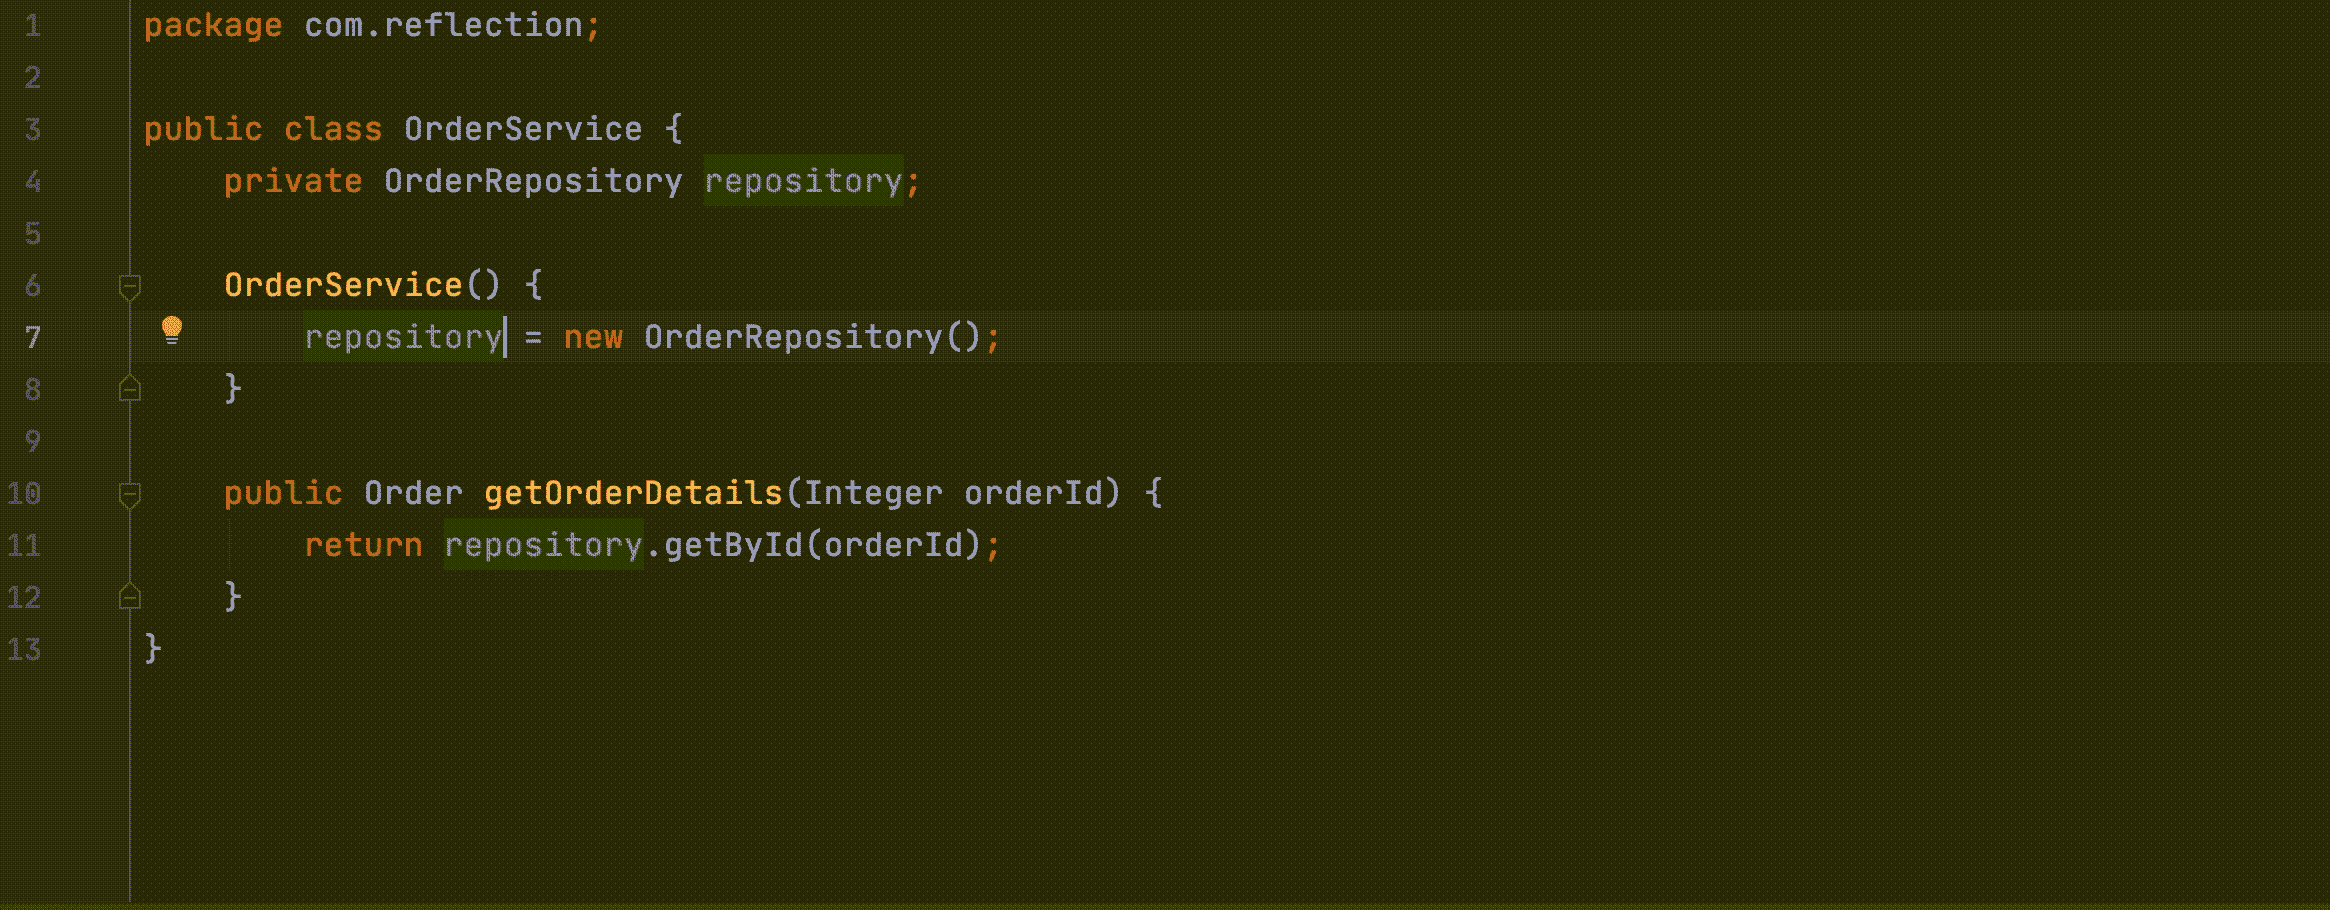 1 package com.reflection;
2
3 public class OrderService {
4     private OrderRepository repository;
5
6     OrderService() {
7         repository = new OrderRepository();
8     }
9
10     public Order getOrderDetails(Integer orderId) {
11         return repository.getById(orderId);
12     }
13 }